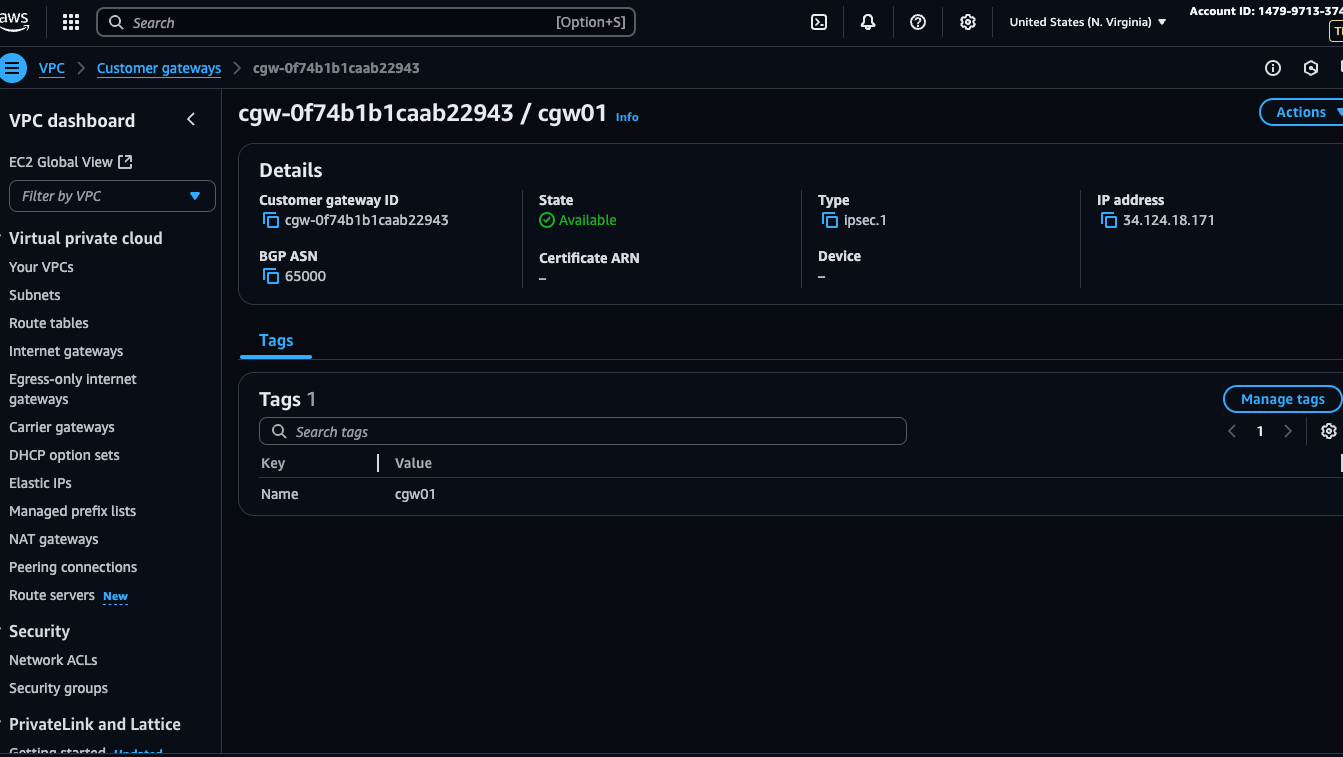 aws
Search [Option+S]
United States (N. Virginia)
Account ID: 1479-9713-374
VPC
Customer gateways
cgw-0f74b1b1caab22943
VPC dashboard
EC2 Global View
Filter by VPC
Virtual private cloud
Your VPCs
Subnets
Route tables
Internet gateways
Egress-only internet
gateways
Carrier gateways
DHCP option sets
Elastic IPs
Managed prefix lists
NAT gateways
Peering connections
Route servers New
Security
Network ACLs
Security groups
PrivateLink and Lattice
Getting started Updated
cgw-0f74b1b1caab22943 / cgw01 Info
Actions
Details
Customer gateway ID
cgw-0f74b1b1caab22943
State
Available
Type
ipsec.1
IP address
34.124.18.171
BGP ASN
65000
Certificate ARN
–
Device
–
Tags
Tags 1
Manage tags
Search tags
1
Key Value
Name cgw01